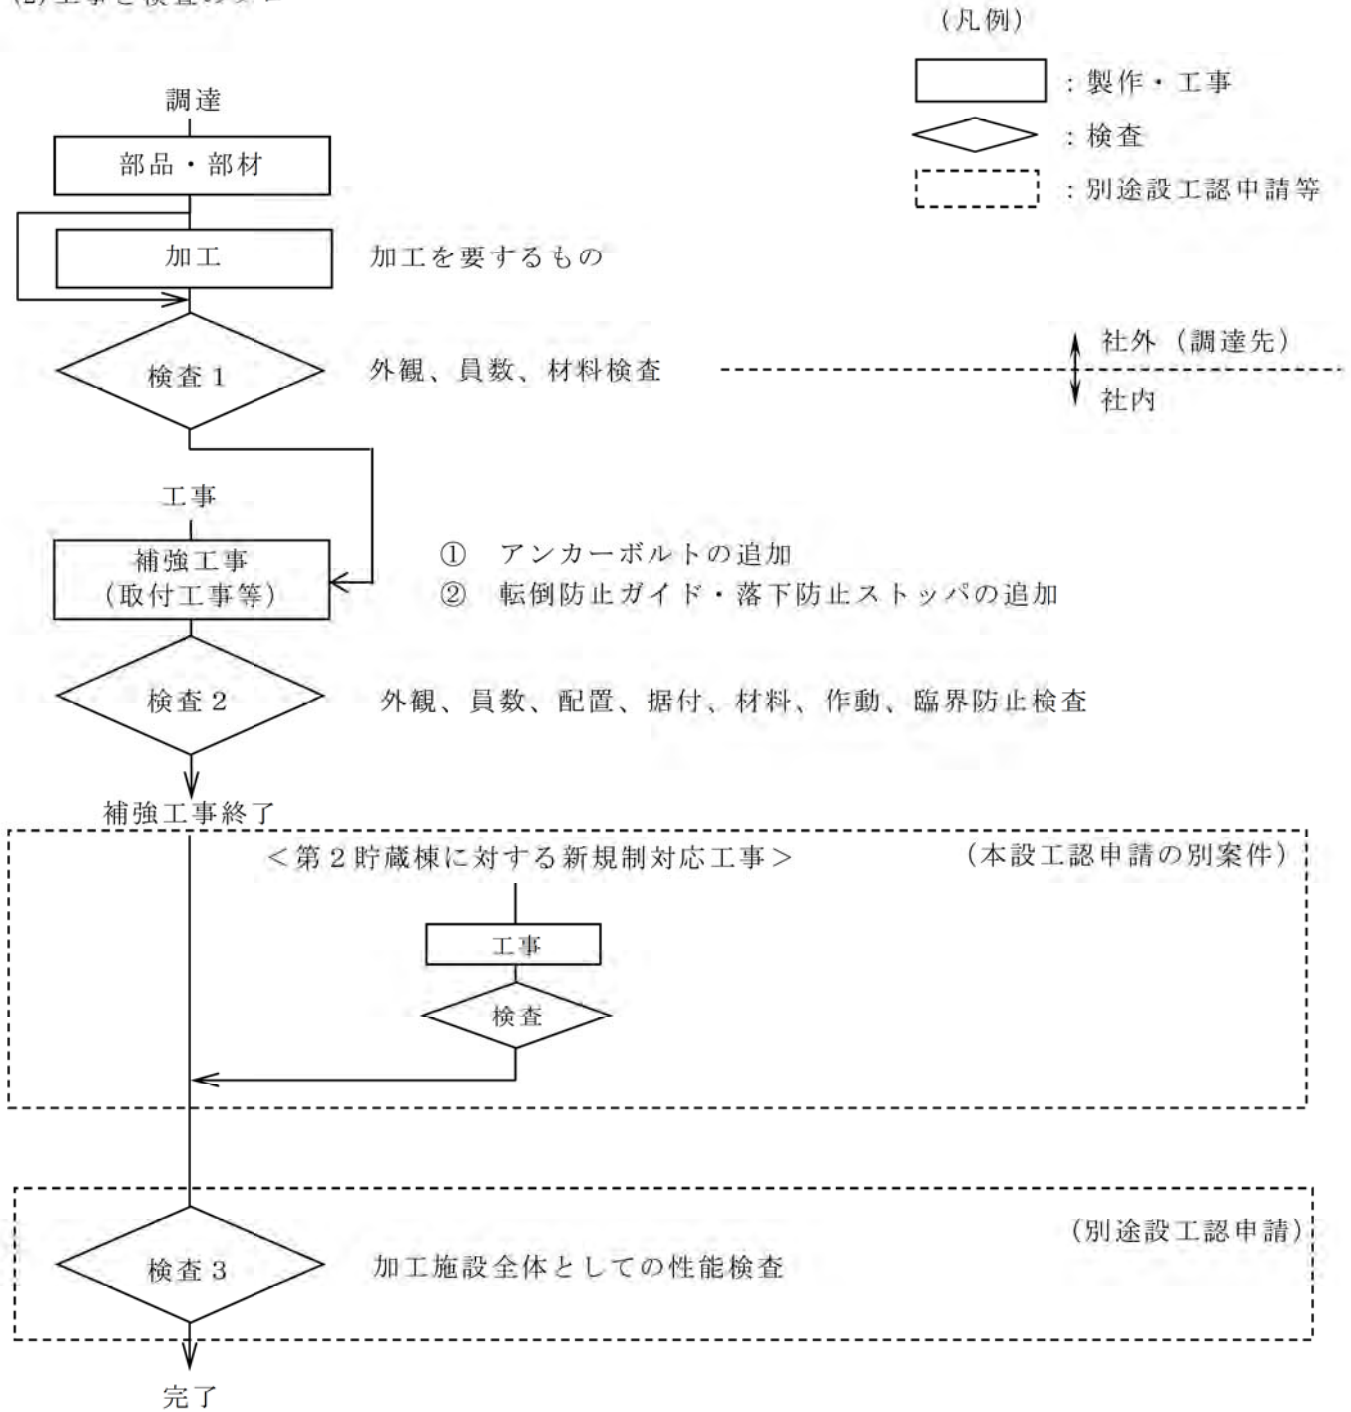 (凡例)
：製作・工事
：検査
：別途設工認申請等
調達
部品・部材
加工
加工を要するもの
検査１
外観、員数、材料検査
社外（調達先）
社内
工事
補強工事
（取付工事等）
① アンカーボルトの追加
② 転倒防止ガイド・落下防止ストッパの追加
検査２
外観、員数、配置、据付、材料、作動、臨界防止検査
補強工事終了
＜第２貯蔵棟に対する新規制対応工事＞
（本設工認申請の別案件）
工事
検査
（別途設工認申請）
検査３
加工施設全体としての性能検査
完了